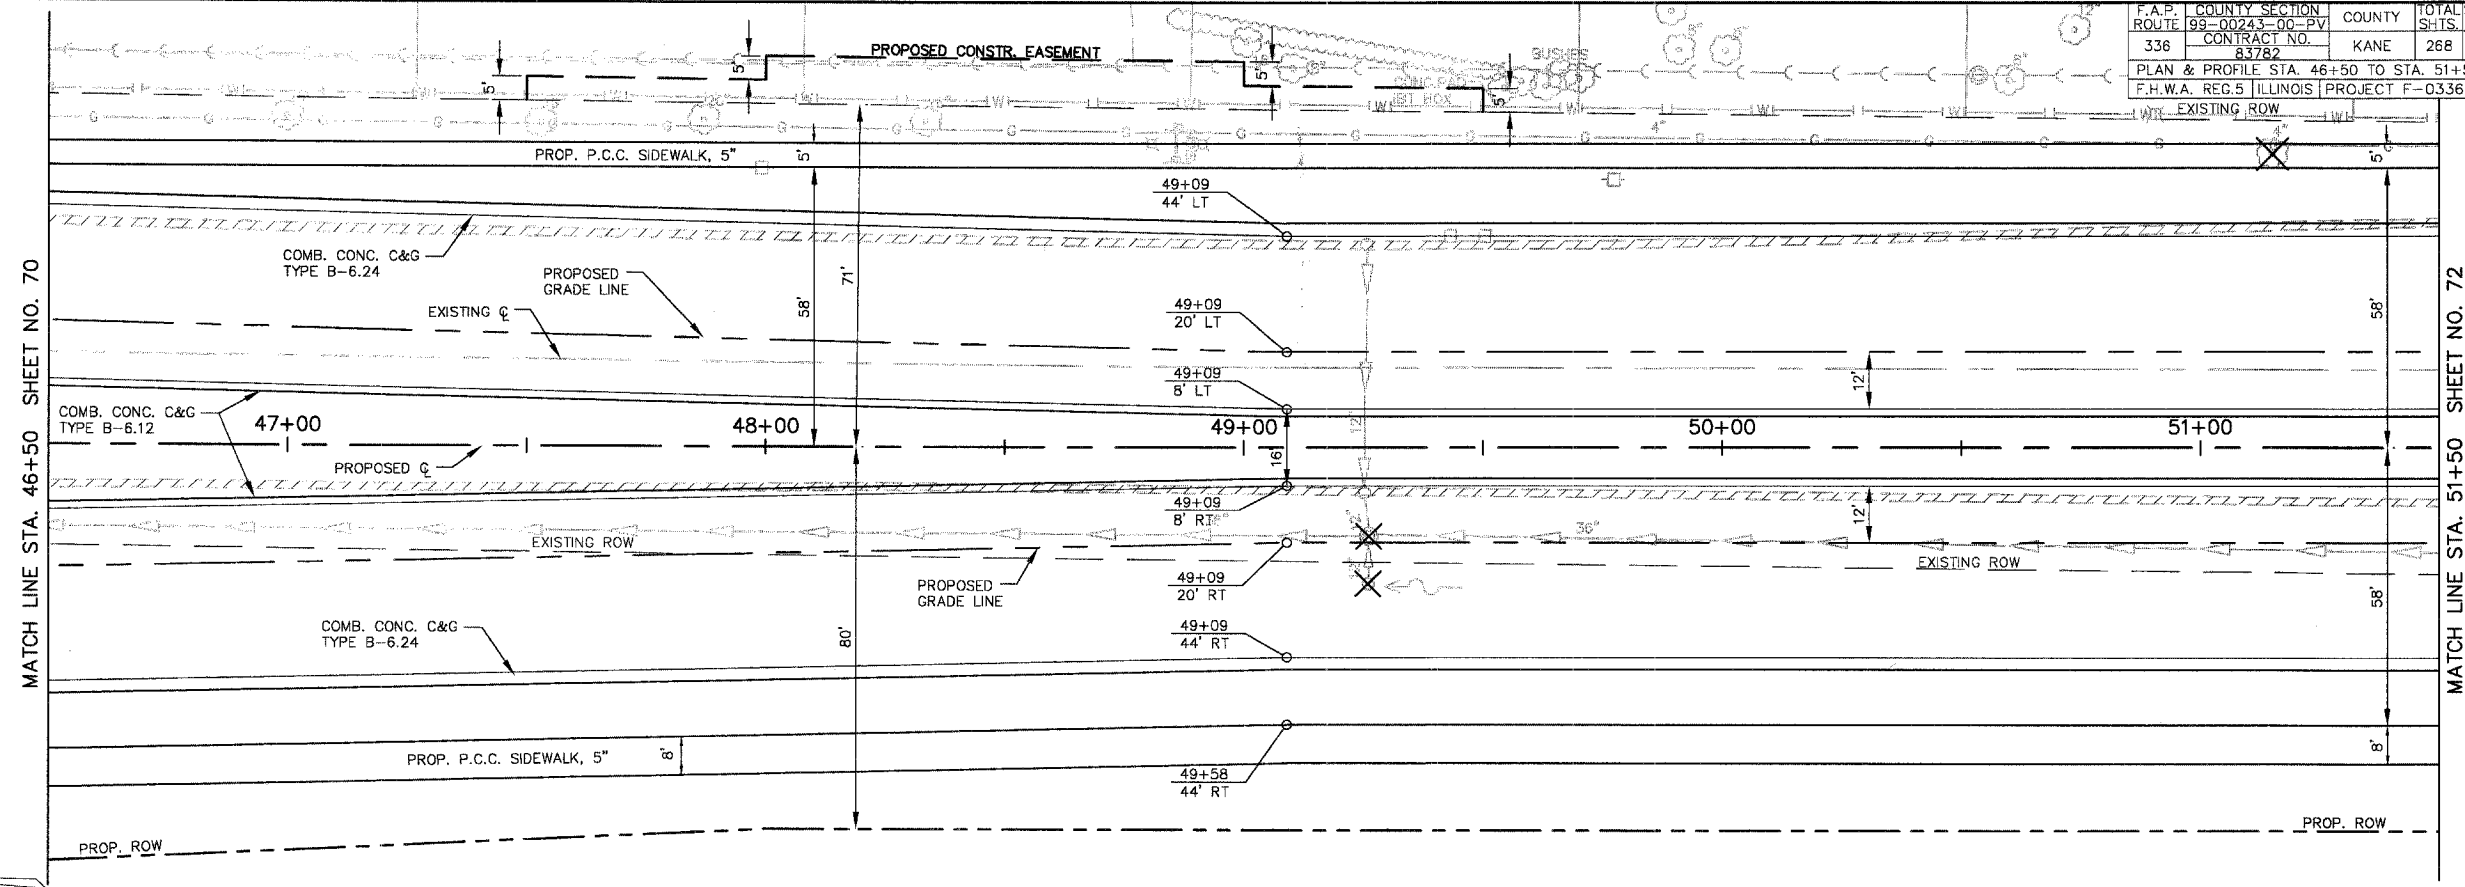 F.A.P. ROUTE
COUNTY SECTION
99-00243-00-PV
COUNTY
TOTAL SHTS.
336
CONTRACT NO.
83782
KANE
268
PLAN & PROFILE STA. 46+50 TO STA. 51+5
F.H.W.A. REG.5
ILLINOIS
PROJECT F-0336
PROPOSED CONSTR. EASEMENT
BUSHES
5'
5'
5'
5'
EXISTING ROW
4"
4"
PROP. P.C.C. SIDEWALK, 5"
5'
5'
49+09
44' LT
COMB. CONC. C&G
TYPE B-6.24
PROPOSED
GRADE LINE
EXISTING ℄
71'
58'
58'
49+09
20' LT
49+09
8' LT
12'
12'
COMB. CONC. C&G
TYPE B-6.12
47+00
48+00
49+00
50+00
51+00
PROPOSED ℄
16'
49+09
8' RT
12'
12"
36"
EXISTING ROW
EXISTING ROW
PROPOSED
GRADE LINE
49+09
20' RT
58'
COMB. CONC. C&G
TYPE B-6.24
80'
49+09
44' RT
PROP. P.C.C. SIDEWALK, 5"
8'
8'
49+58
44' RT
PROP. ROW
PROP. ROW
MATCH LINE STA. 46+50 SHEET NO. 70
MATCH LINE STA. 51+50 SHEET NO. 72